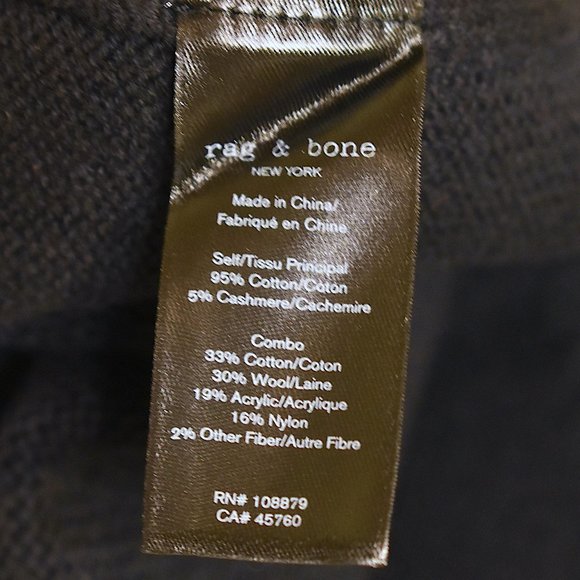 rag & bone
NEW YORK
Made in China/
Fabriqué en Chine
Self/Tissu Principal
95% Cotton/Coton
5% Cashmere/Cachemire
Combo
33% Cotton/Coton
30% Wool/Laine
19% Acrylic/Acrylique
16% Nylon
2% Other Fiber/Autre Fibre
RN# 108879
CA# 45760